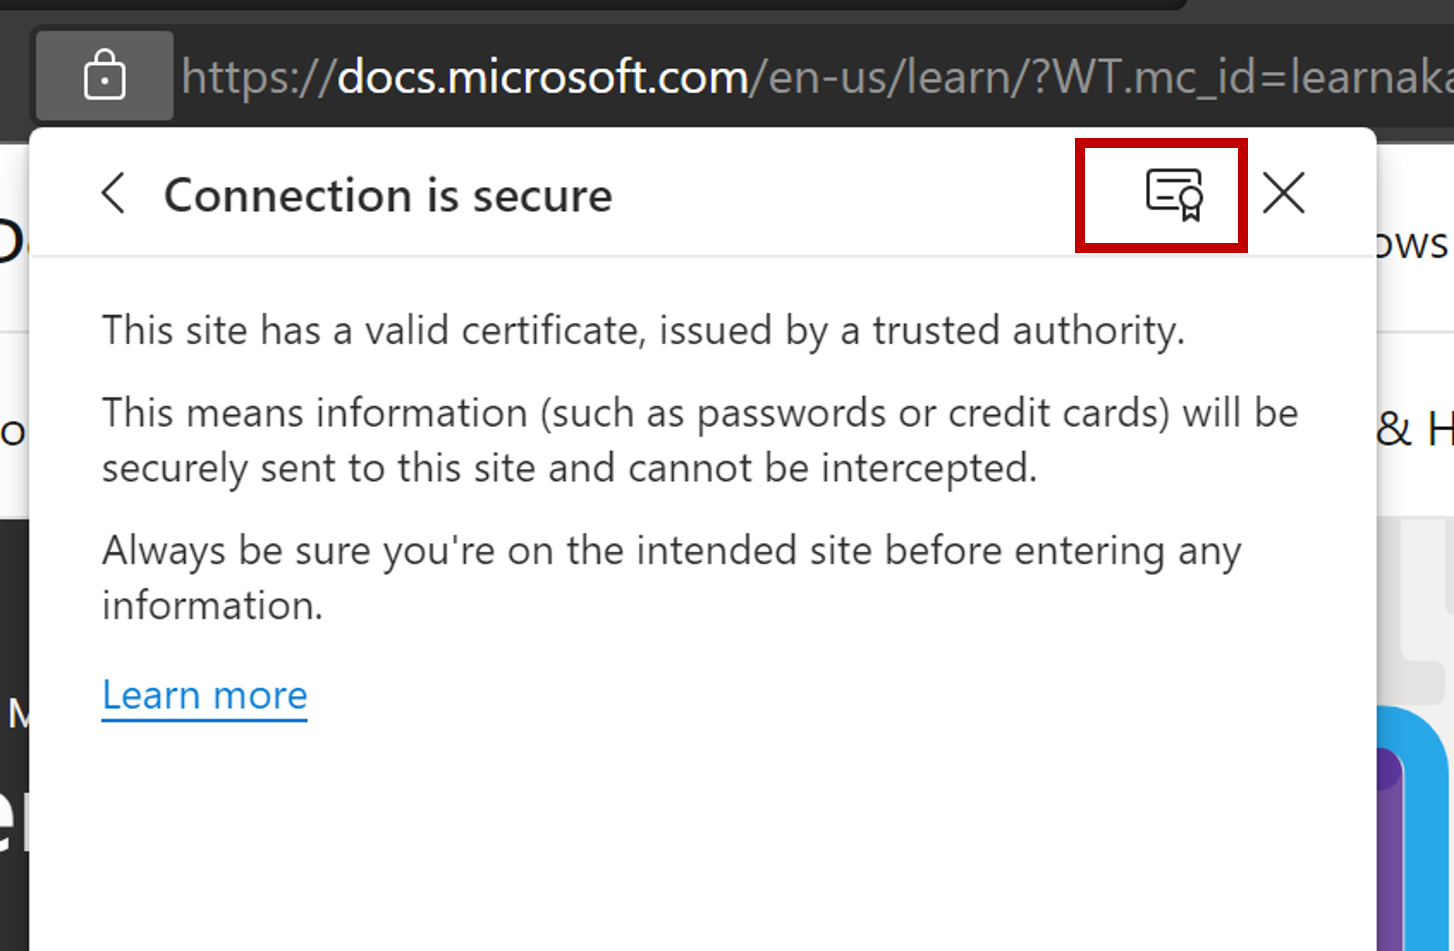 https://docs.microsoft.com/en-us/learn/?WT.mc_id=learnaka
Connection is secure
ows
This site has a valid certificate, issued by a trusted authority.
This means information (such as passwords or credit cards) will be
& H
securely sent to this site and cannot be intercepted.
Always be sure you're on the intended site before entering any
information.
Learn more